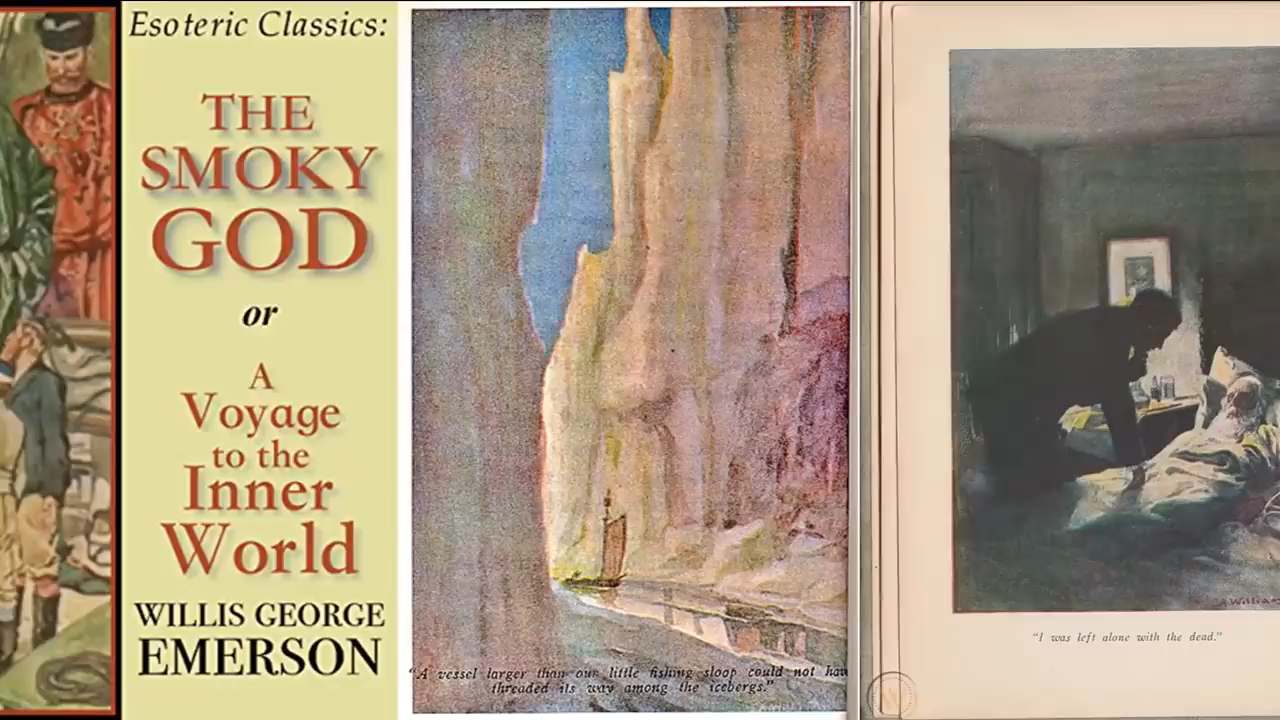 Esoteric Classics:
THE
SMOKY
GOD
or
A
Voyage
to the
Inner
World
WILLIS GEORGE
EMERSON
"A vessel larger than our little fishing sloop could not hav
threaded its way among the icebergs."
"I was left alone with the dead."